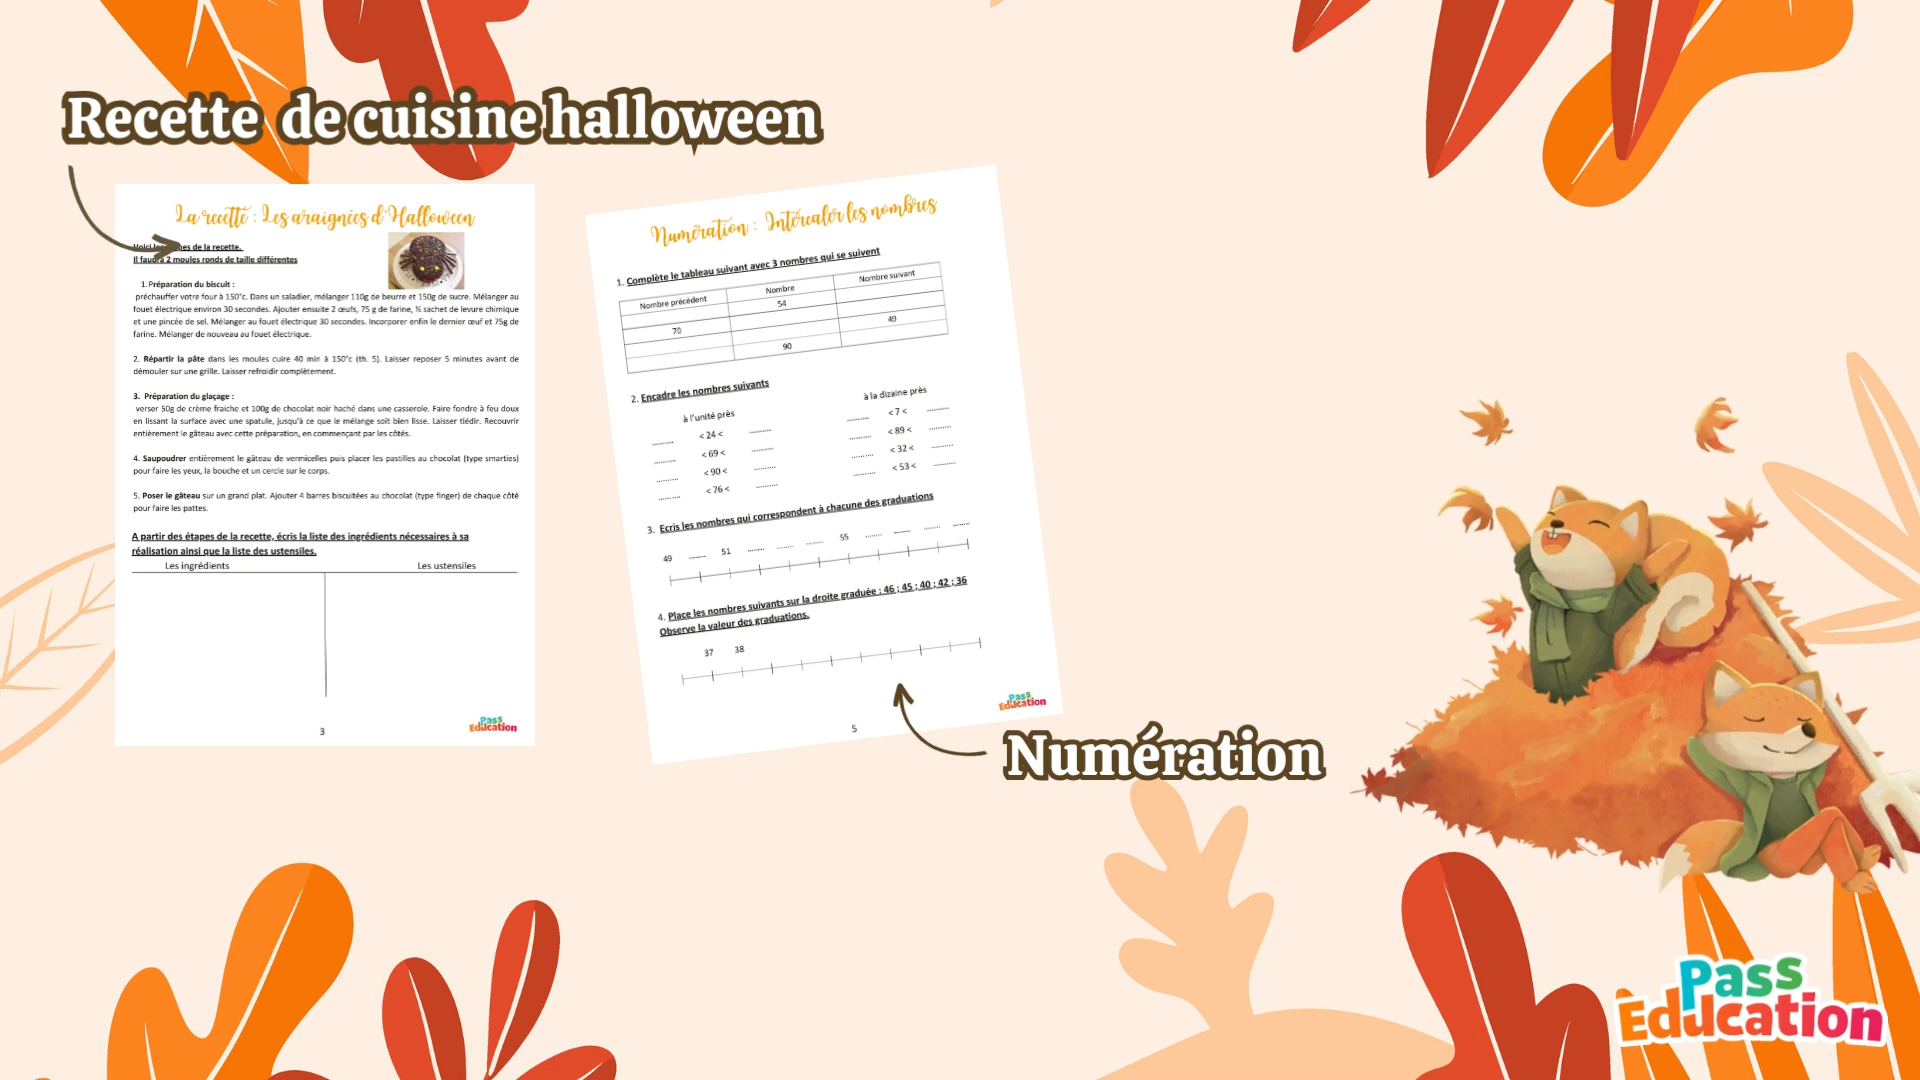 Recette de cuisine halloween
La recette : Les araignées d'Halloween
Il faudra 2 moules ronds de taille différentes
1. Préparation du biscuit :
préchauffer votre four à 150°c. Dans un saladier, mélanger 110g de beurre et 150g de sucre. Mélanger au
fouet électrique environ 30 secondes. Ajouter ensuite 2 œufs, 75 g de farine, ½ sachet de levure chimique
et une pincée de sel. Mélanger au fouet électrique 30 secondes. Incorporer enfin le dernier œuf et 75g de
farine. Mélanger de nouveau au fouet électrique.
2. Répartir la pâte dans les moules cuire 40 min à 150°c (th. 5). Laisser reposer 5 minutes avant de
démouler sur une grille. Laisser refroidir complètement.
3. Préparation du glaçage :
verser 50g de crème fraiche et 100g de chocolat noir haché dans une casserole. Faire fondre à feu doux
en lissant la surface avec une spatule, jusqu'à ce que le mélange soit bien lisse. Laisser tiédir. Recouvrir
entièrement le gâteau avec cette préparation, en commençant par les côtés.
4. Saupoudrer entièrement le gâteau de vermicelles puis placer les pastilles au chocolat (type smarties)
pour faire les yeux, la bouche et un cercle sur le corps.
5. Poser le gâteau sur un grand plat. Ajouter 4 barres biscuitées au chocolat (type finger) de chaque côté
pour faire les pattes.
A partir des étapes de la recette, écris la liste des ingrédients nécessaires à sa
réalisation ainsi que la liste des ustensiles.
Les ingrédients Les ustensiles
3
Pass
Education
Numération : Intercaler les nombres
1. Complète le tableau suivant avec 3 nombres qui se suivent
Nombre précédent Nombre Nombre suivant
54
70 49
90
2. Encadre les nombres suivants
à l'unité près à la dizaine près
.......... < 24 < .......... .......... < 7 < ..........
.......... < 69 < .......... .......... < 89 < ..........
.......... < 90 < .......... .......... < 32 < ..........
.......... < 76 < .......... .......... < 53 < ..........
3. Ecris les nombres qui correspondent à chacune des graduations
49 ........ 51 ........ ........ ........ 55 ........ ........ ........ ........
4. Place les nombres suivants sur la droite graduée : 46 ; 45 ; 40 ; 42 ; 36
Observe la valeur des graduations.
37 38
5
Pass
Education
Numération
Pass
Education